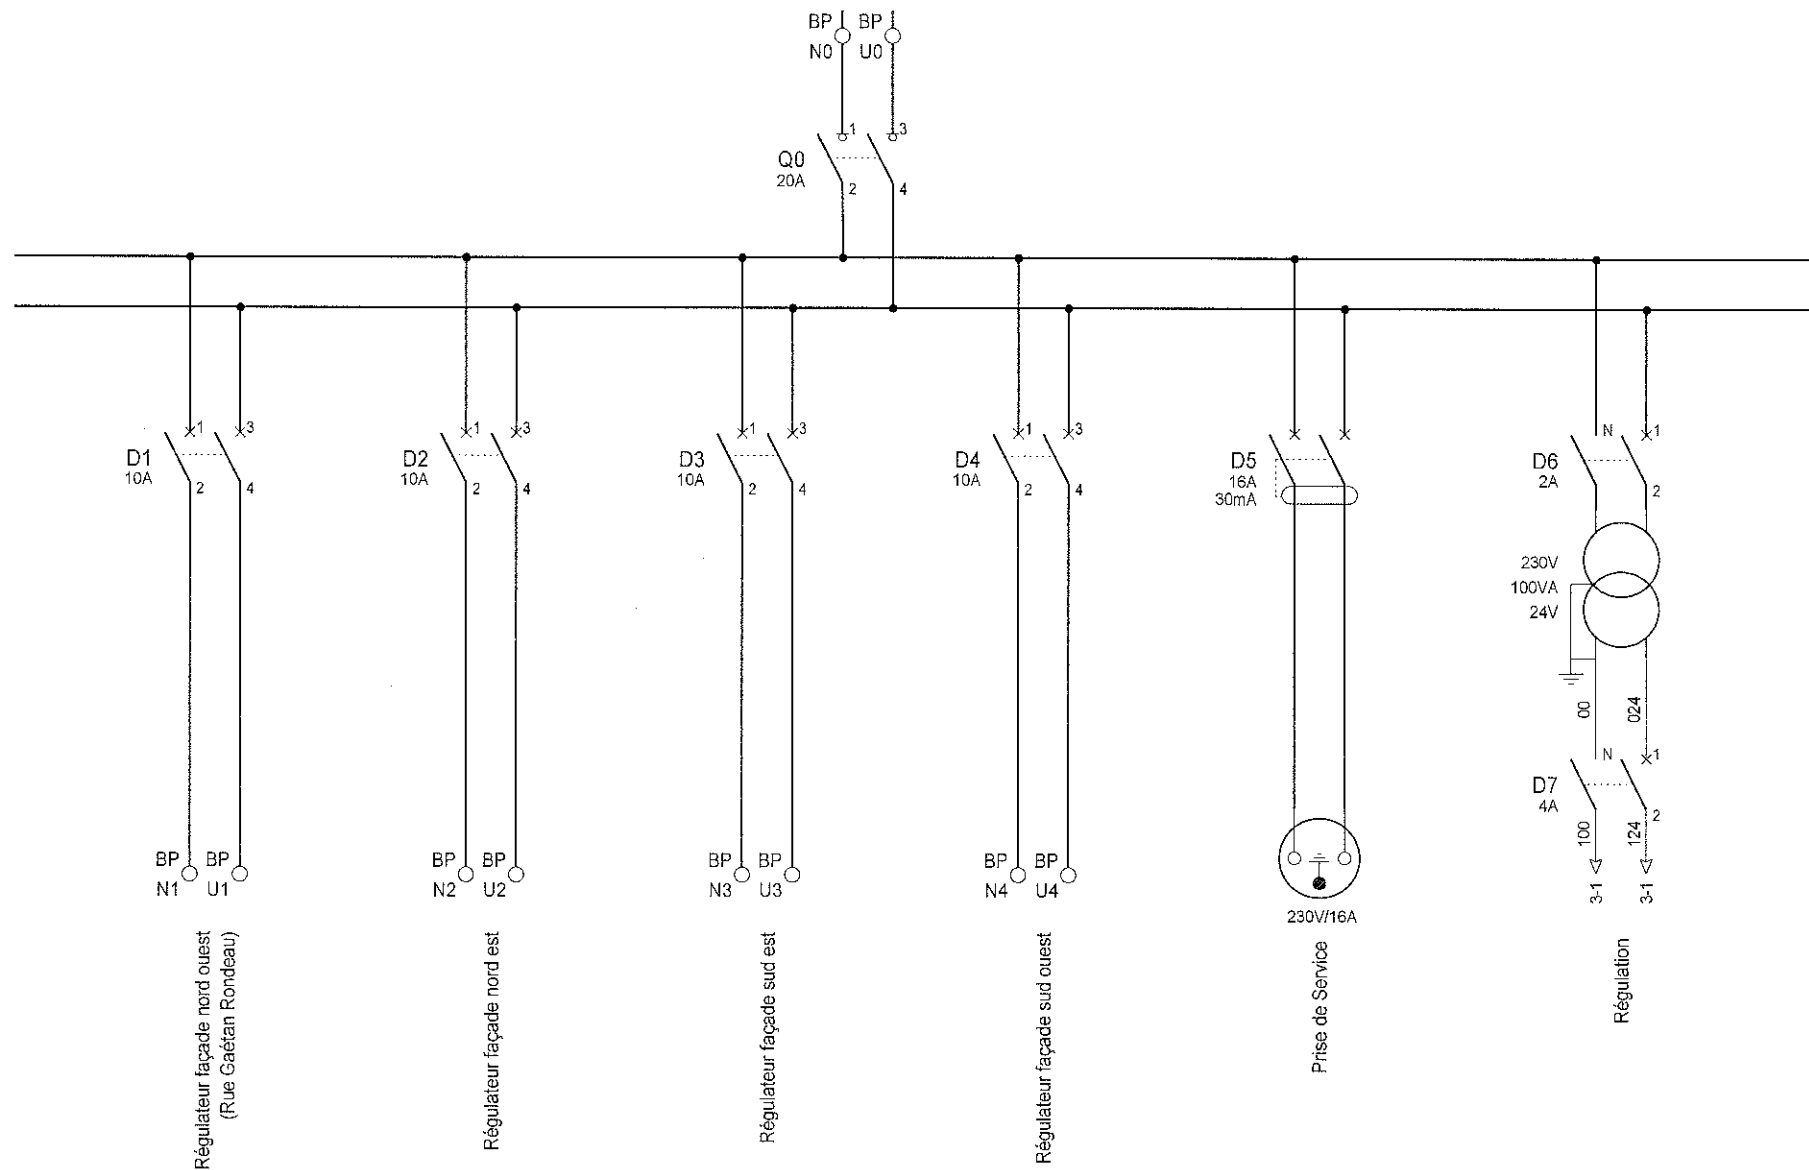 BP BP
N0 U0
1 3
Q0
20A
2 4
1 3
D1
10A
2 4
1 3
D2
10A
2 4
1 3
D3
10A
2 4
1 3
D4
10A
2 4
D5
16A
30mA
N 1
D6
2A
2
230V
100VA
24V
00 024
N 1
D7
4A
2
100 124
3-1 3-1
BP BP
N1 U1
BP BP
N2 U2
BP BP
N3 U3
BP BP
N4 U4
230V/16A
Régulateur façade nord ouest
(Rue Gaétan Rondeau)
Régulateur façade nord est
Régulateur façade sud est
Régulateur façade sud ouest
Prise de Service
Régulation